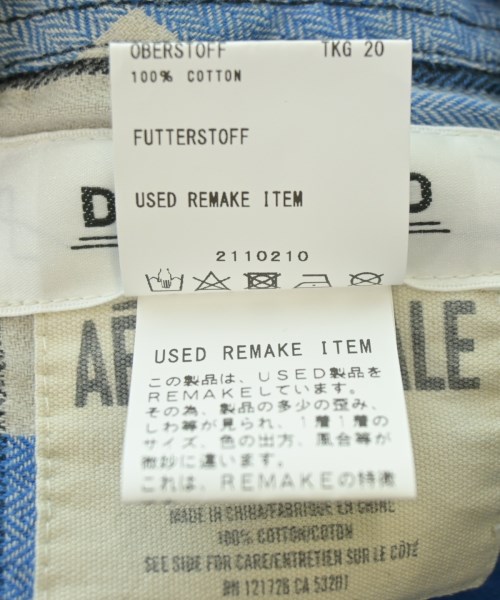 OBERSTOFF TKG 20
100% COTTON
FUTTERSTOFF
USED REMAKE ITEM
2110210
USED REMAKE ITEM
この製品は、USED製品を
REMAKEしています。
その為、製品の多少の歪み、
しわ等が見られ、1層1層の
サイズ、色の出方、風合等が
微妙に違います。
これは、REMAKEの特徴
MADE IN CHINA/FABRIQUÉ EN CHINE
100% COTTON/COTON
SEE SIDE FOR CARE/ENTRETIEN SUR LE CÔTÉ
RN 121726 CA 53201